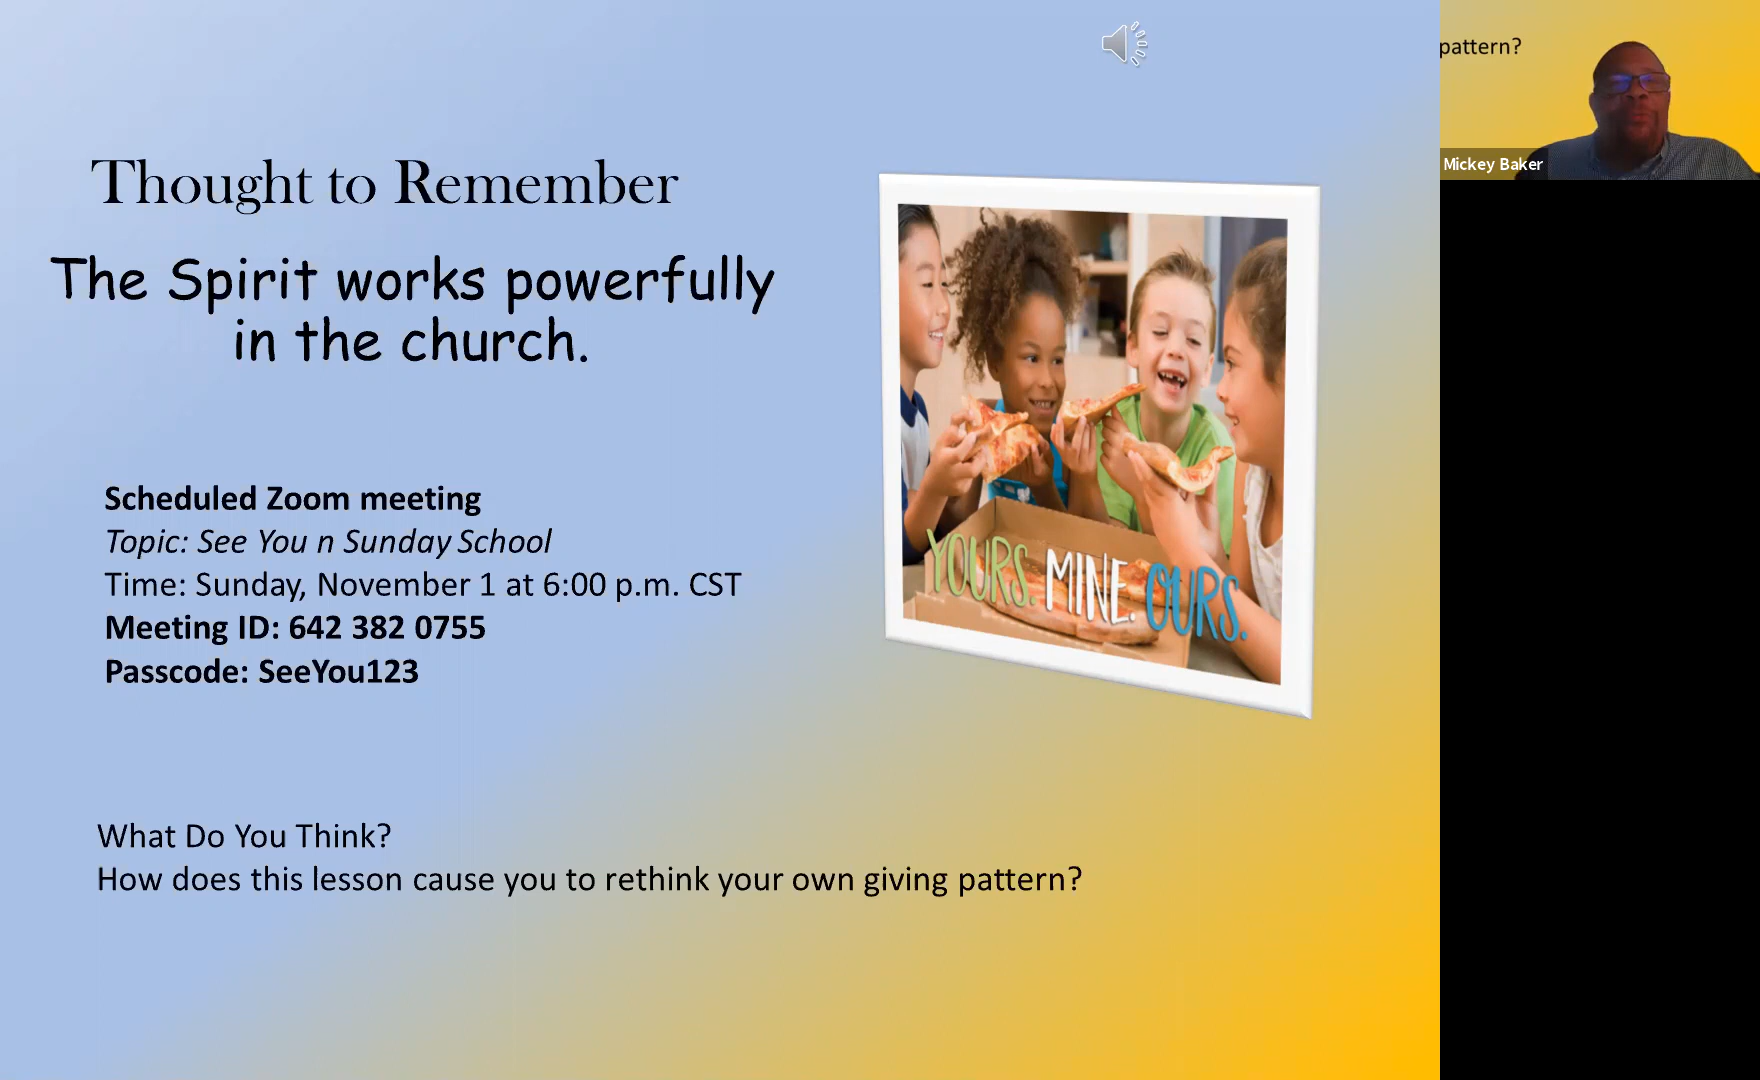 Thought to Remember
The Spirit works powerfully
in the church.
Scheduled Zoom meeting
Topic: See You n Sunday School
Time: Sunday, November 1 at 6:00 p.m. CST
Meeting ID: 642 382 0755
Passcode: SeeYou123
YOURS. MINE. OURS.
What Do You Think?
How does this lesson cause you to rethink your own giving pattern?
pattern?
Mickey Baker